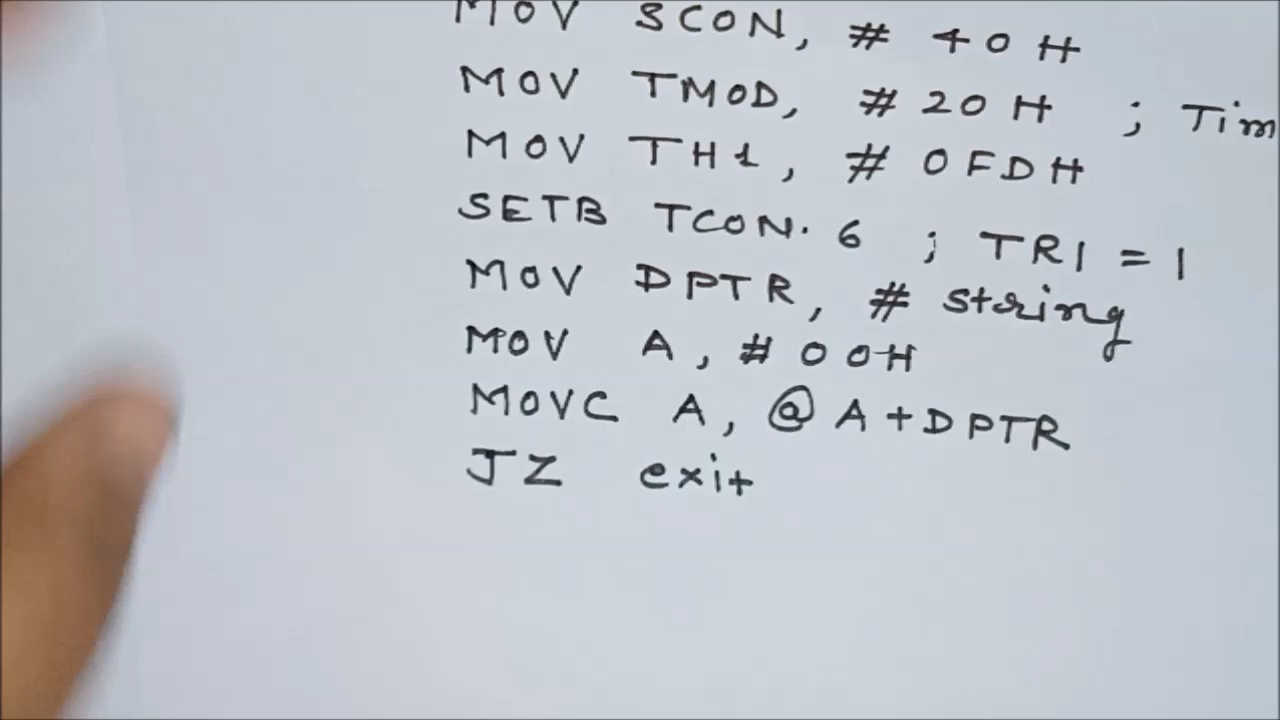 MOV SCON, # 40H
MOV TMOD, # 20H ; Tim
MOV TH1, # 0FDH
SETB TCON.6 ; TR1 = 1
MOV DPTR, # string
MOV A, # 00H
MOVC A, @A+DPTR
JZ exit